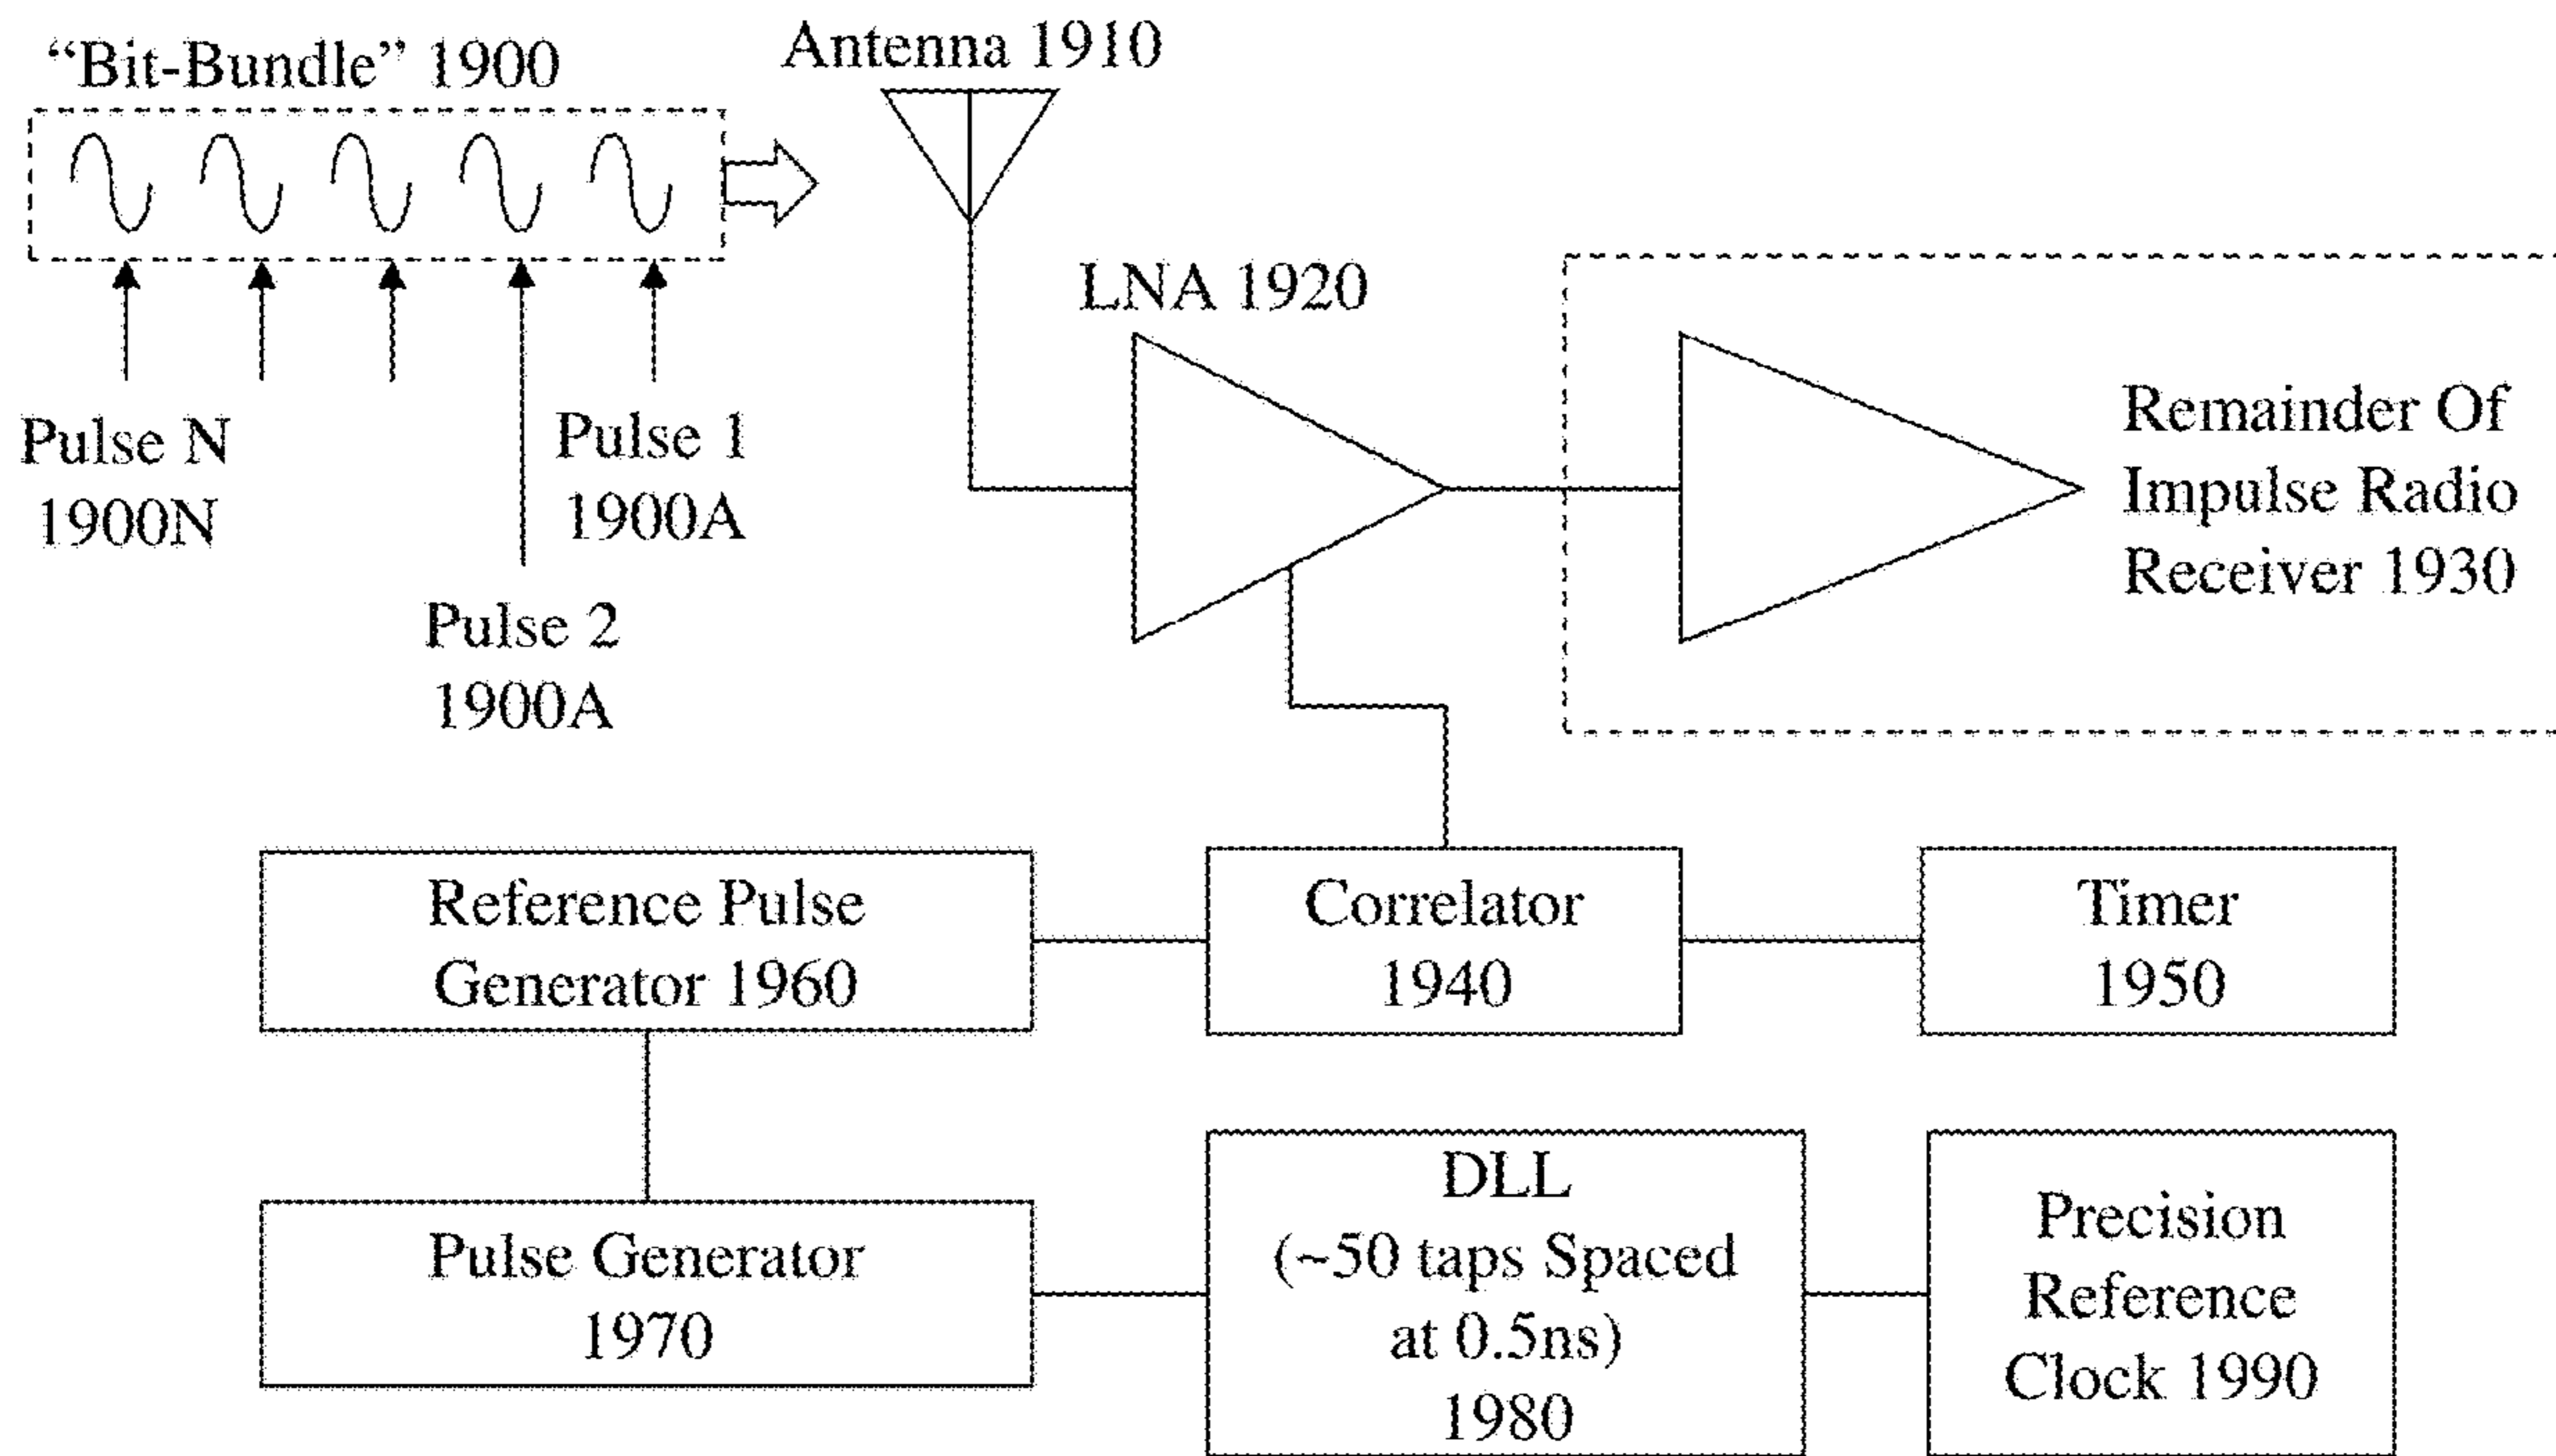 “Bit-Bundle” 1900
Antenna 1910
LNA 1920
Pulse N
1900N
Pulse 1
1900A
Pulse 2
1900A
Remainder Of
Impulse Radio
Receiver 1930
Reference Pulse
Generator 1960
Correlator
1940
Timer
1950
Pulse Generator
1970
DLL
(~50 taps Spaced
at 0.5ns)
1980
Precision
Reference
Clock 1990